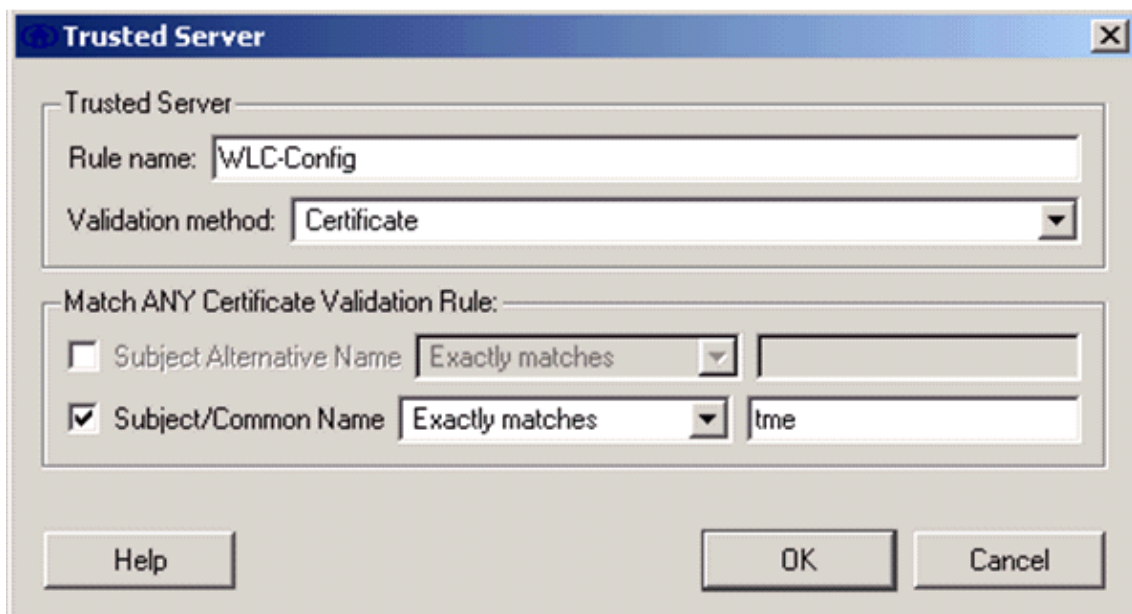 Trusted Server
Trusted Server
Rule name: WLC-Config
Validation method: Certificate
Match ANY Certificate Validation Rule:
Subject Alternative Name Exactly matches
Subject/Common Name Exactly matches tme
Help OK Cancel